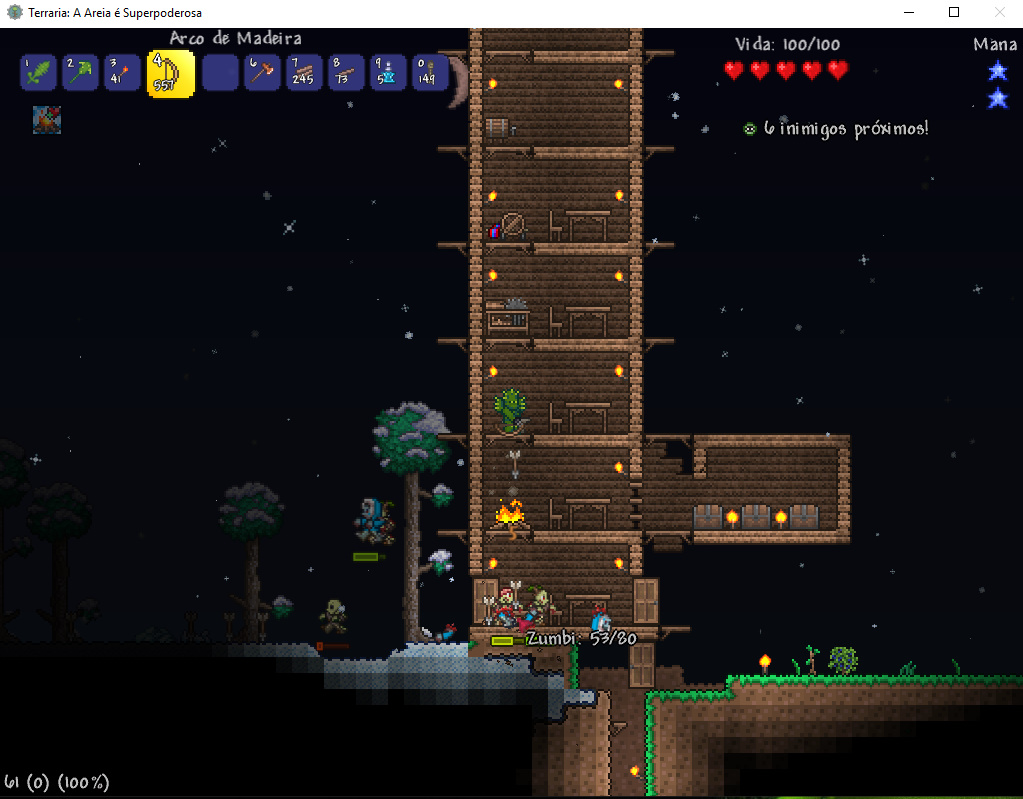 Terraria: A Areia é Superpoderosa
Arco de Madeira
Vida: 100/100
Mana
1 2 3 4 6 7 8 9 0
41 557 245 73 5 149
6 inimigos próximos!
Zumbi: 53/80
61 (0) (100%)